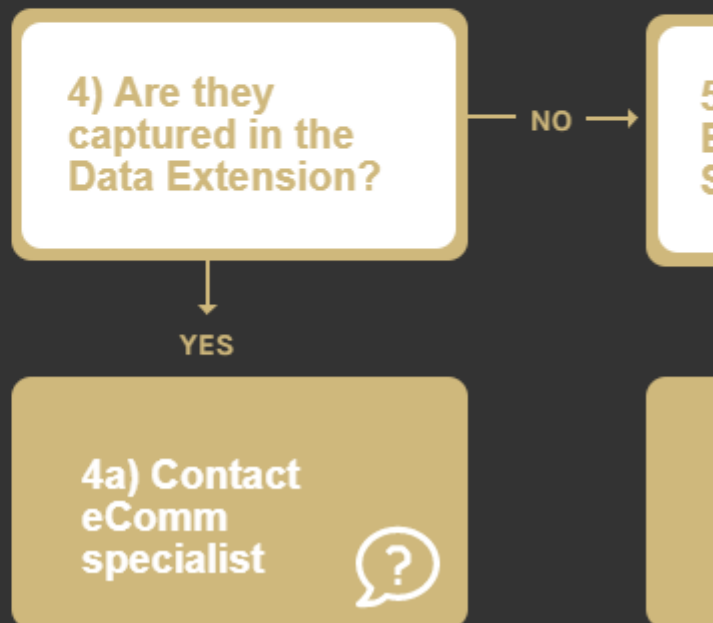 4) Are they
captured in the
Data Extension?
NO
YES
4a) Contact
eComm
specialist
?